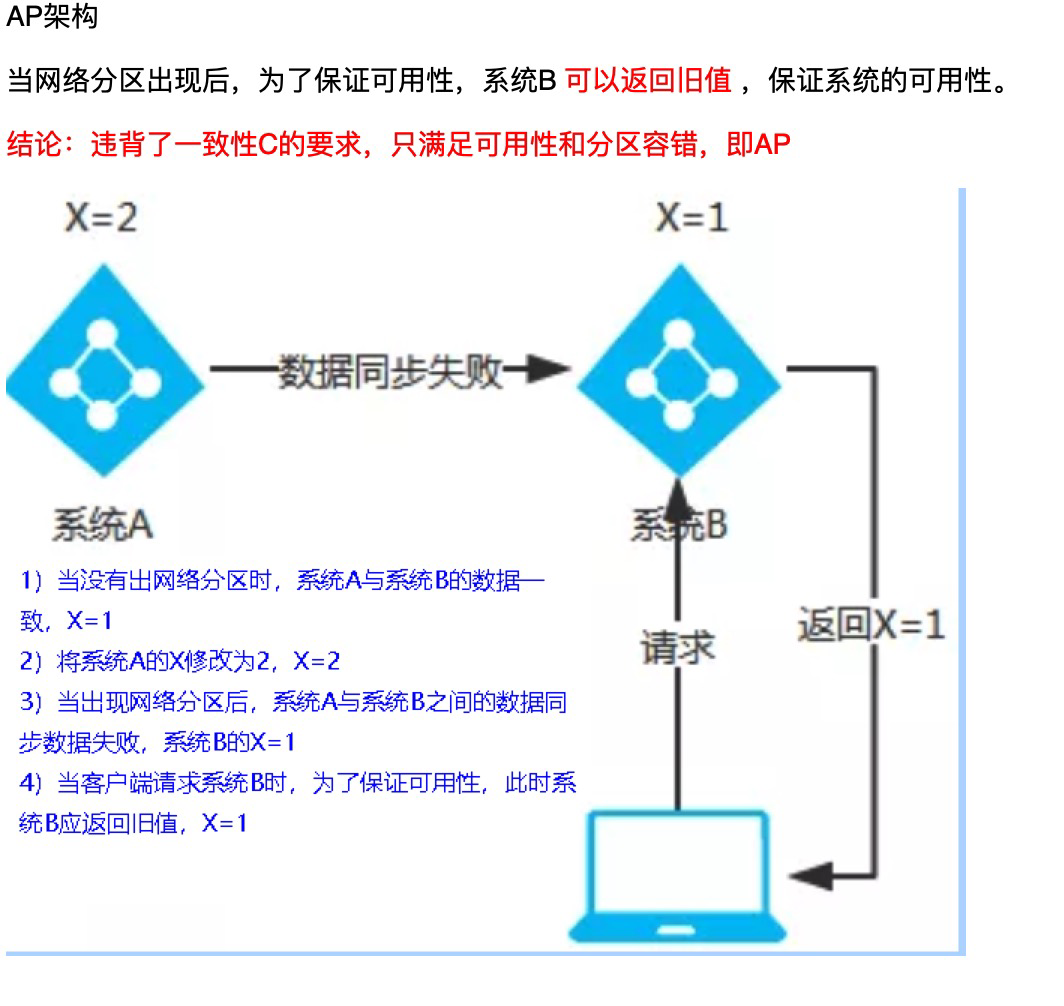 AP架构
当网络分区出现后，为了保证可用性，系统B 可以返回旧值 ，保证系统的可用性。
结论：违背了一致性C的要求，只满足可用性和分区容错，即AP
X=2
X=1
数据同步失败
系统A
系统B
1）当没有出网络分区时，系统A与系统B的数据一
致，X=1
2）将系统A的X修改为2，X=2
3）当出现网络分区后，系统A与系统B之间的数据同
步数据失败，系统B的X=1
4）当客户端请求系统B时，为了保证可用性，此时系
统B应返回旧值，X=1
请求
返回X=1